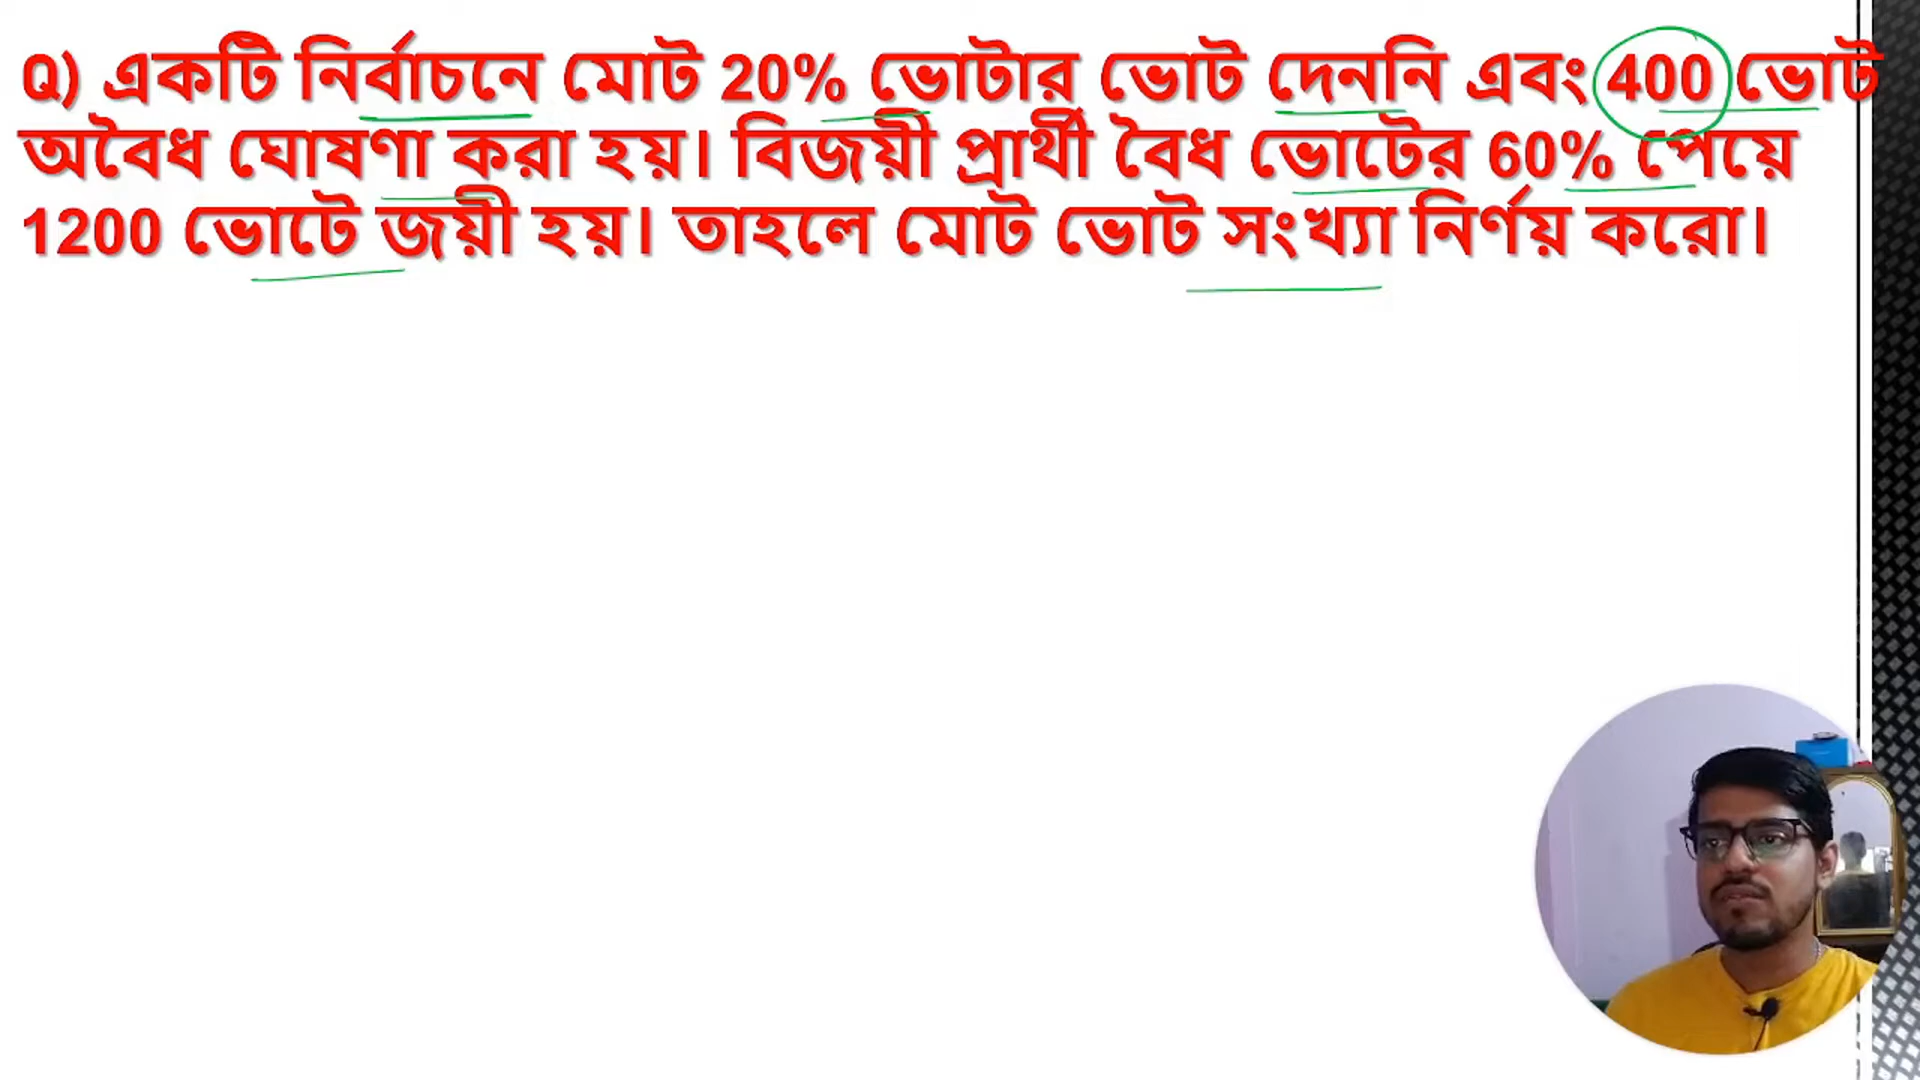 Q) একটি নির্বাচনে মোট 20% ভোটার ভোট দেননি এবং 400 ভোট
অবৈধ ঘোষণা করা হয়। বিজয়ী প্রার্থী বৈধ ভোটের 60% পেয়ে
1200 ভোটে জয়ী হয়। তাহলে মোট ভোট সংখ্যা নির্ণয় করো।